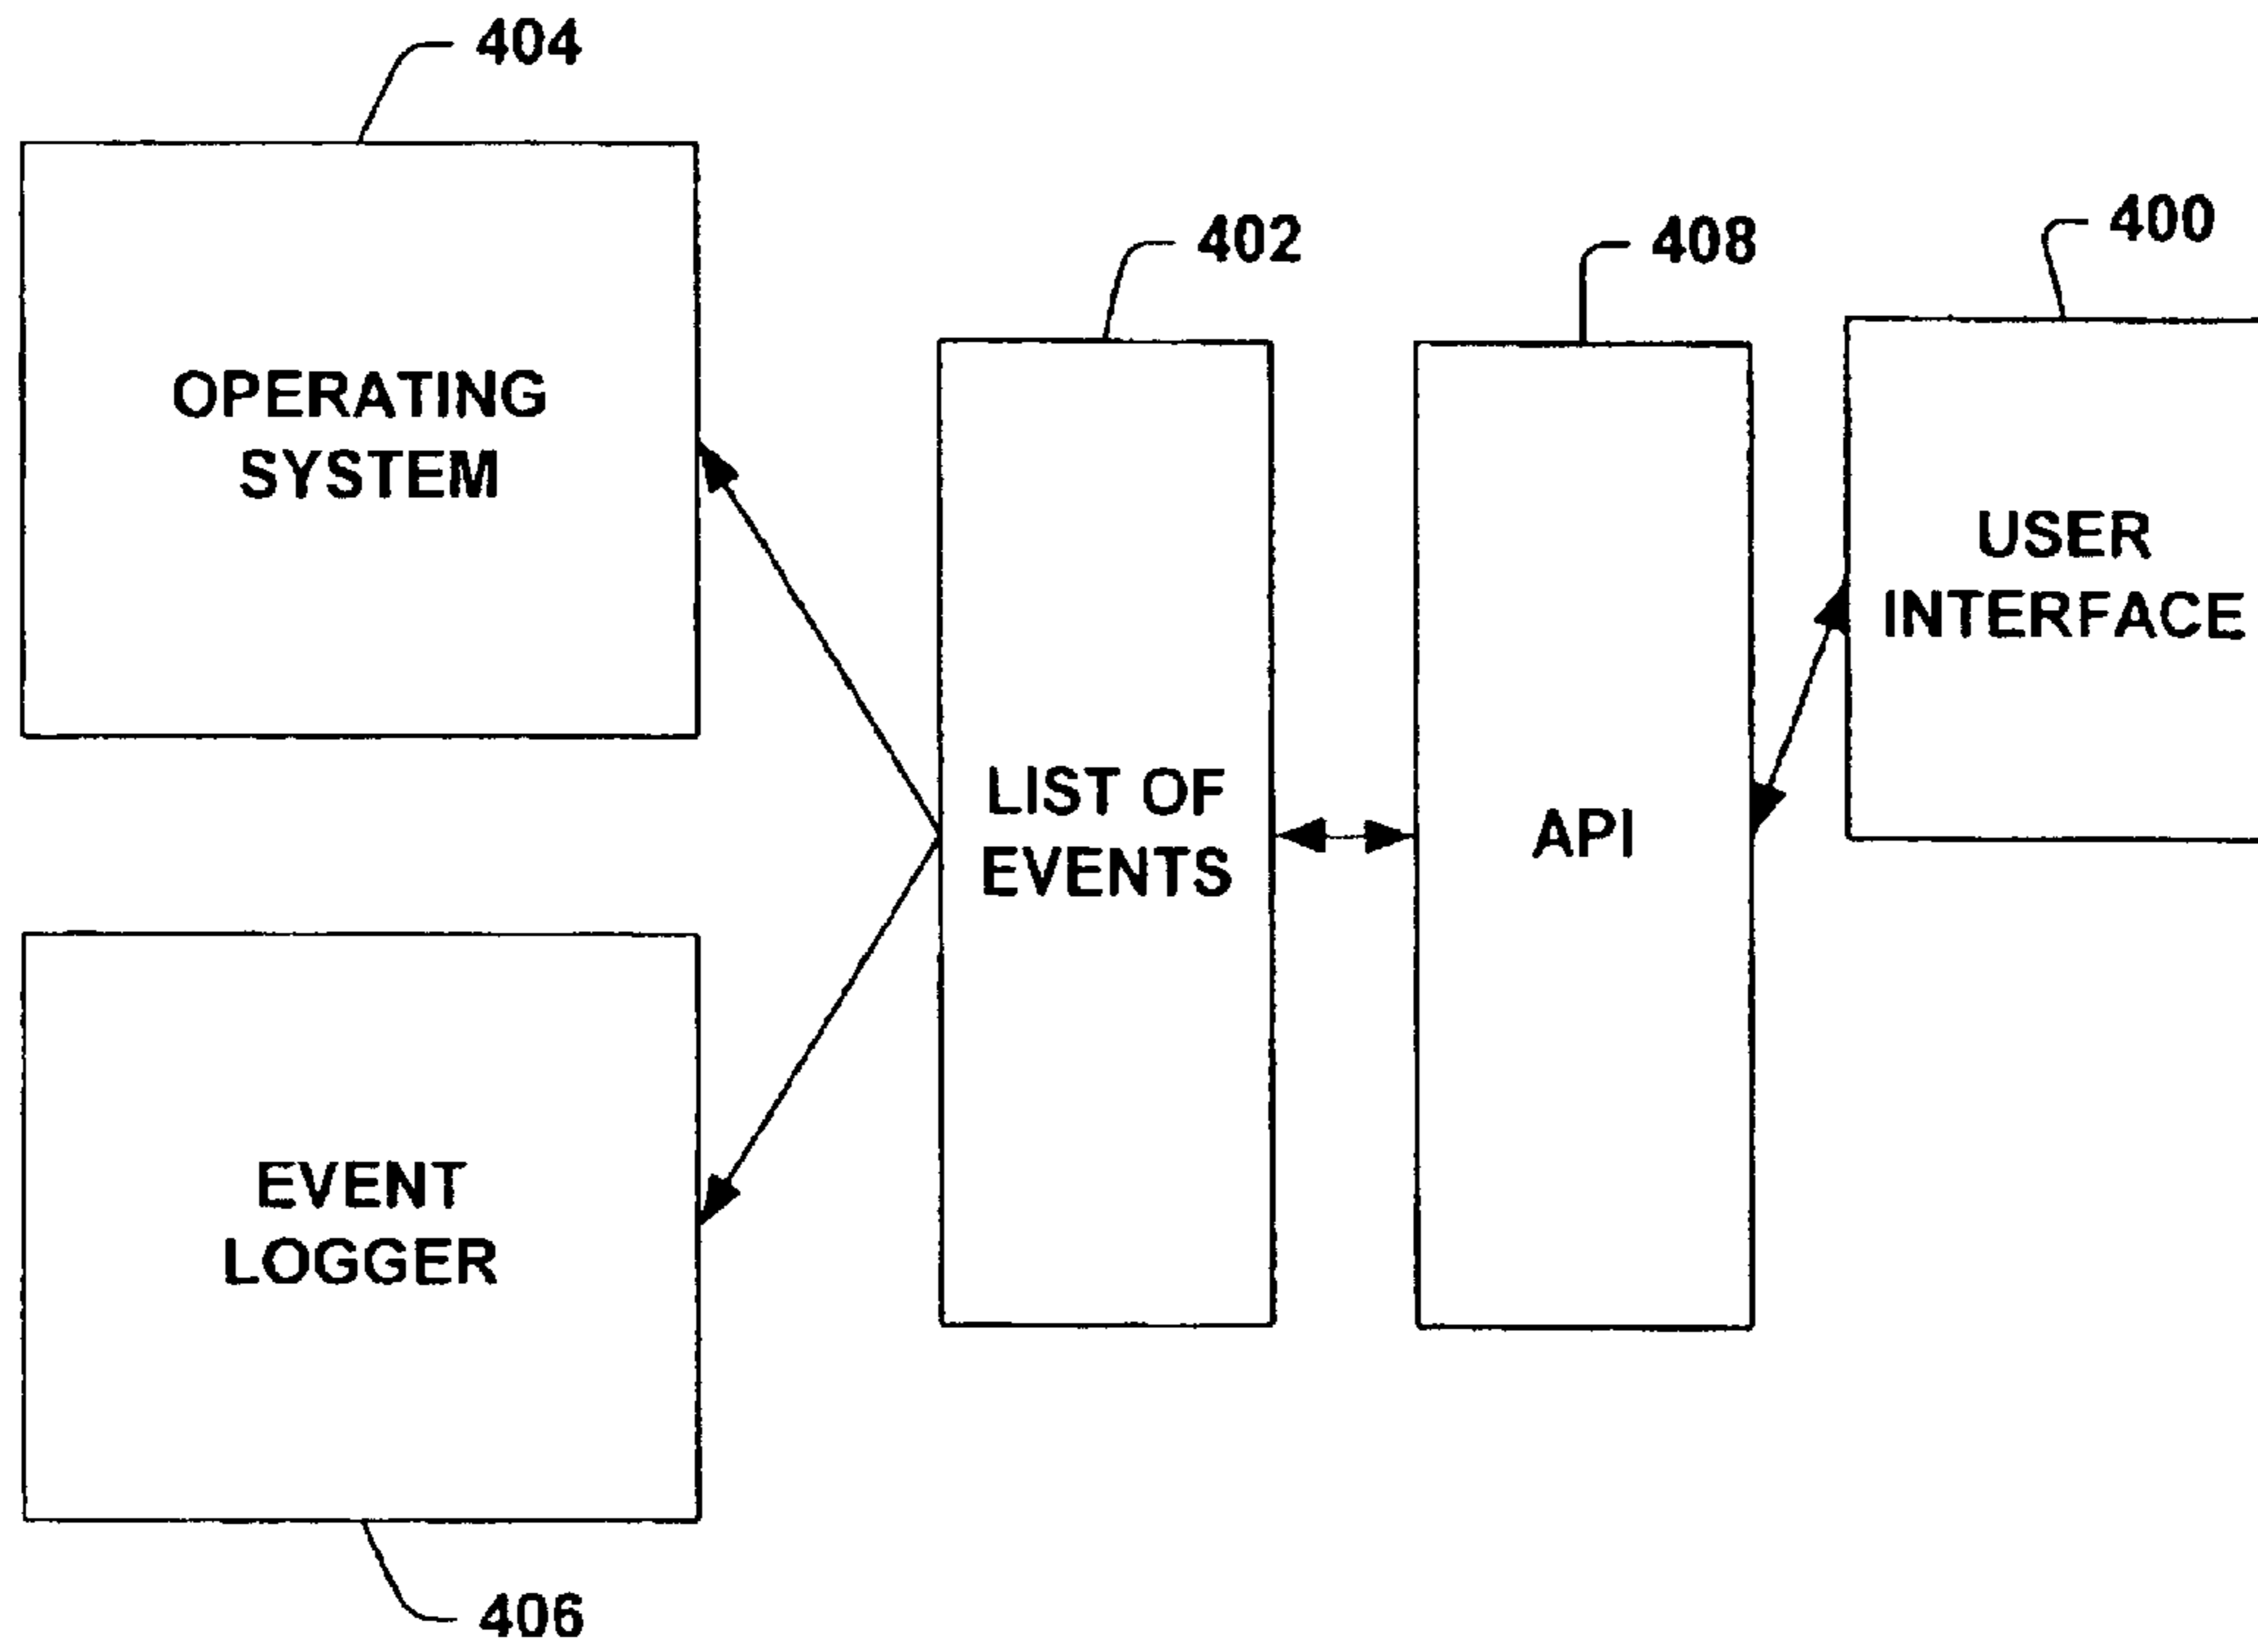 404
OPERATING
SYSTEM
402
LIST OF
EVENTS
408
API
400
USER
INTERFACE
EVENT
LOGGER
406